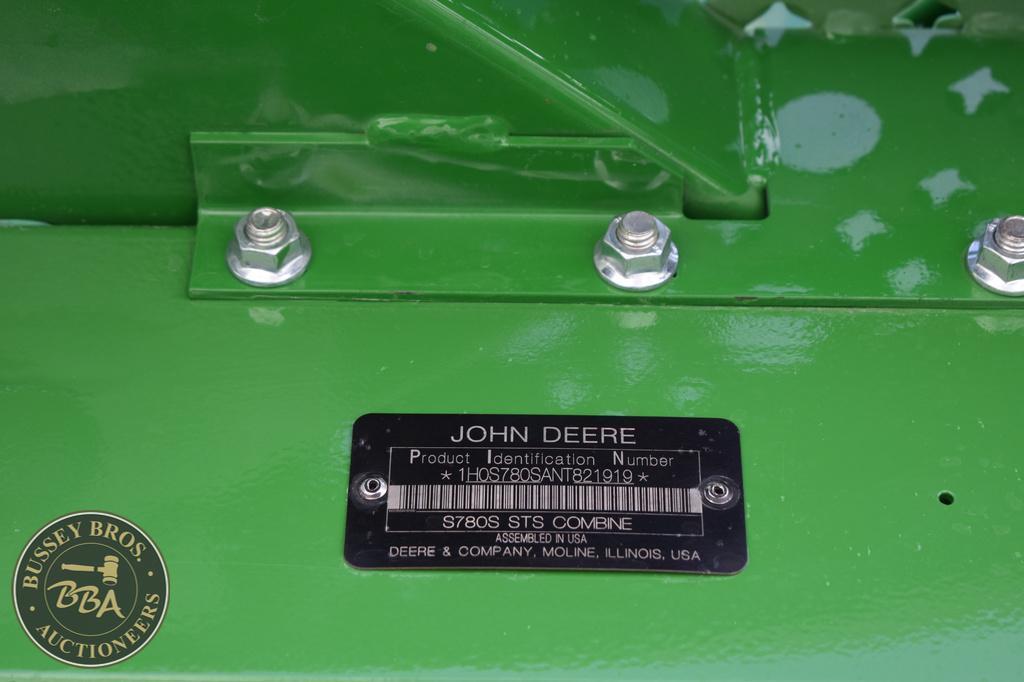 JOHN DEERE
Product Identification Number
*1H0S780SANT821919*
S780S STS COMBINE
ASSEMBLED IN USA
DEERE & COMPANY, MOLINE, ILLINOIS, USA
BUSSEY BROS.
BBA
AUCTIONEERS